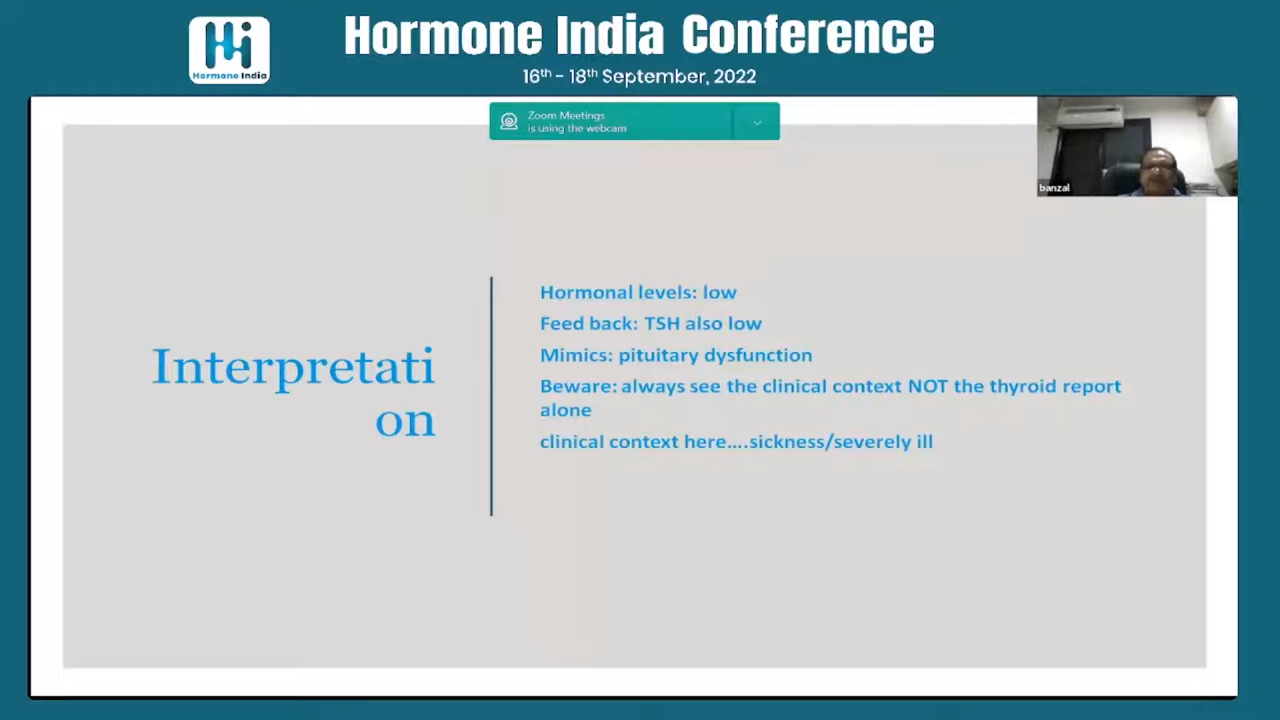 Hormone India Conference
Hormone India
16th - 18th September, 2022
Zoom Meetings
is using the webcam
banzal
Hormonal levels: low
Feed back: TSH also low
Interpretati
on
Mimics: pituitary dysfunction
Beware: always see the clinical context NOT the thyroid report
alone
clinical context here....sickness/severely ill